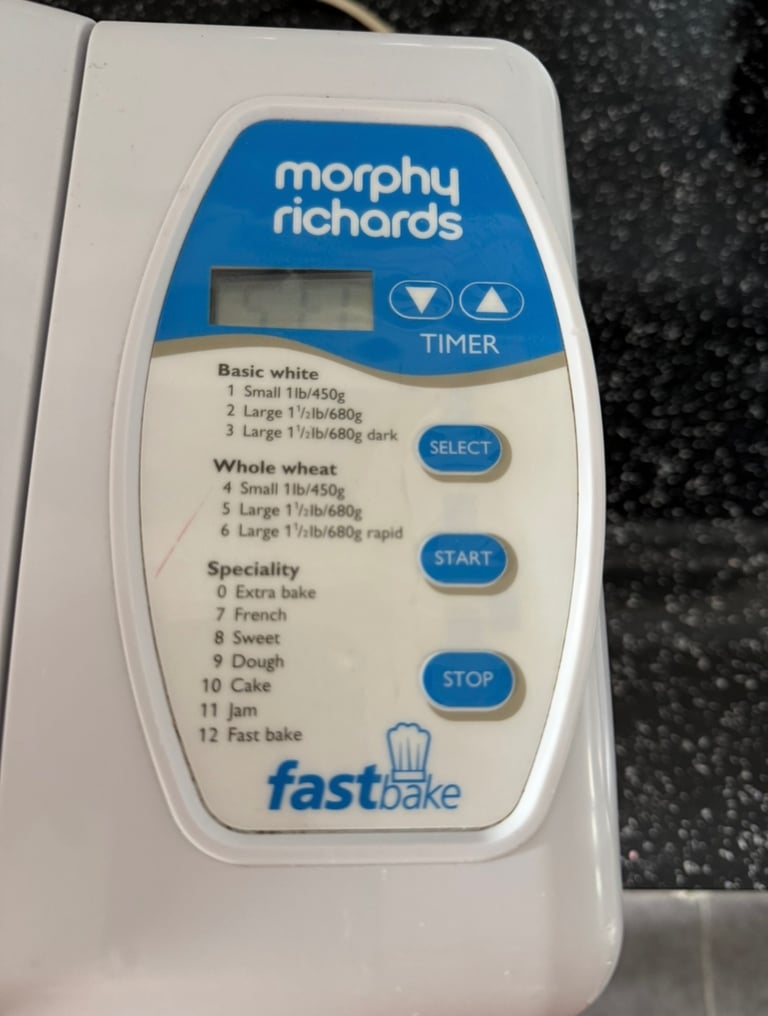 morphy
richards
TIMER
Basic white
1 Small 1lb/450g
2 Large 1½lb/680g
3 Large 1½lb/680g dark
SELECT
Whole wheat
4 Small 1lb/450g
5 Large 1½lb/680g
6 Large 1½lb/680g rapid
START
Speciality
0 Extra bake
7 French
8 Sweet
9 Dough
10 Cake
11 Jam
12 Fast bake
STOP
fastbake